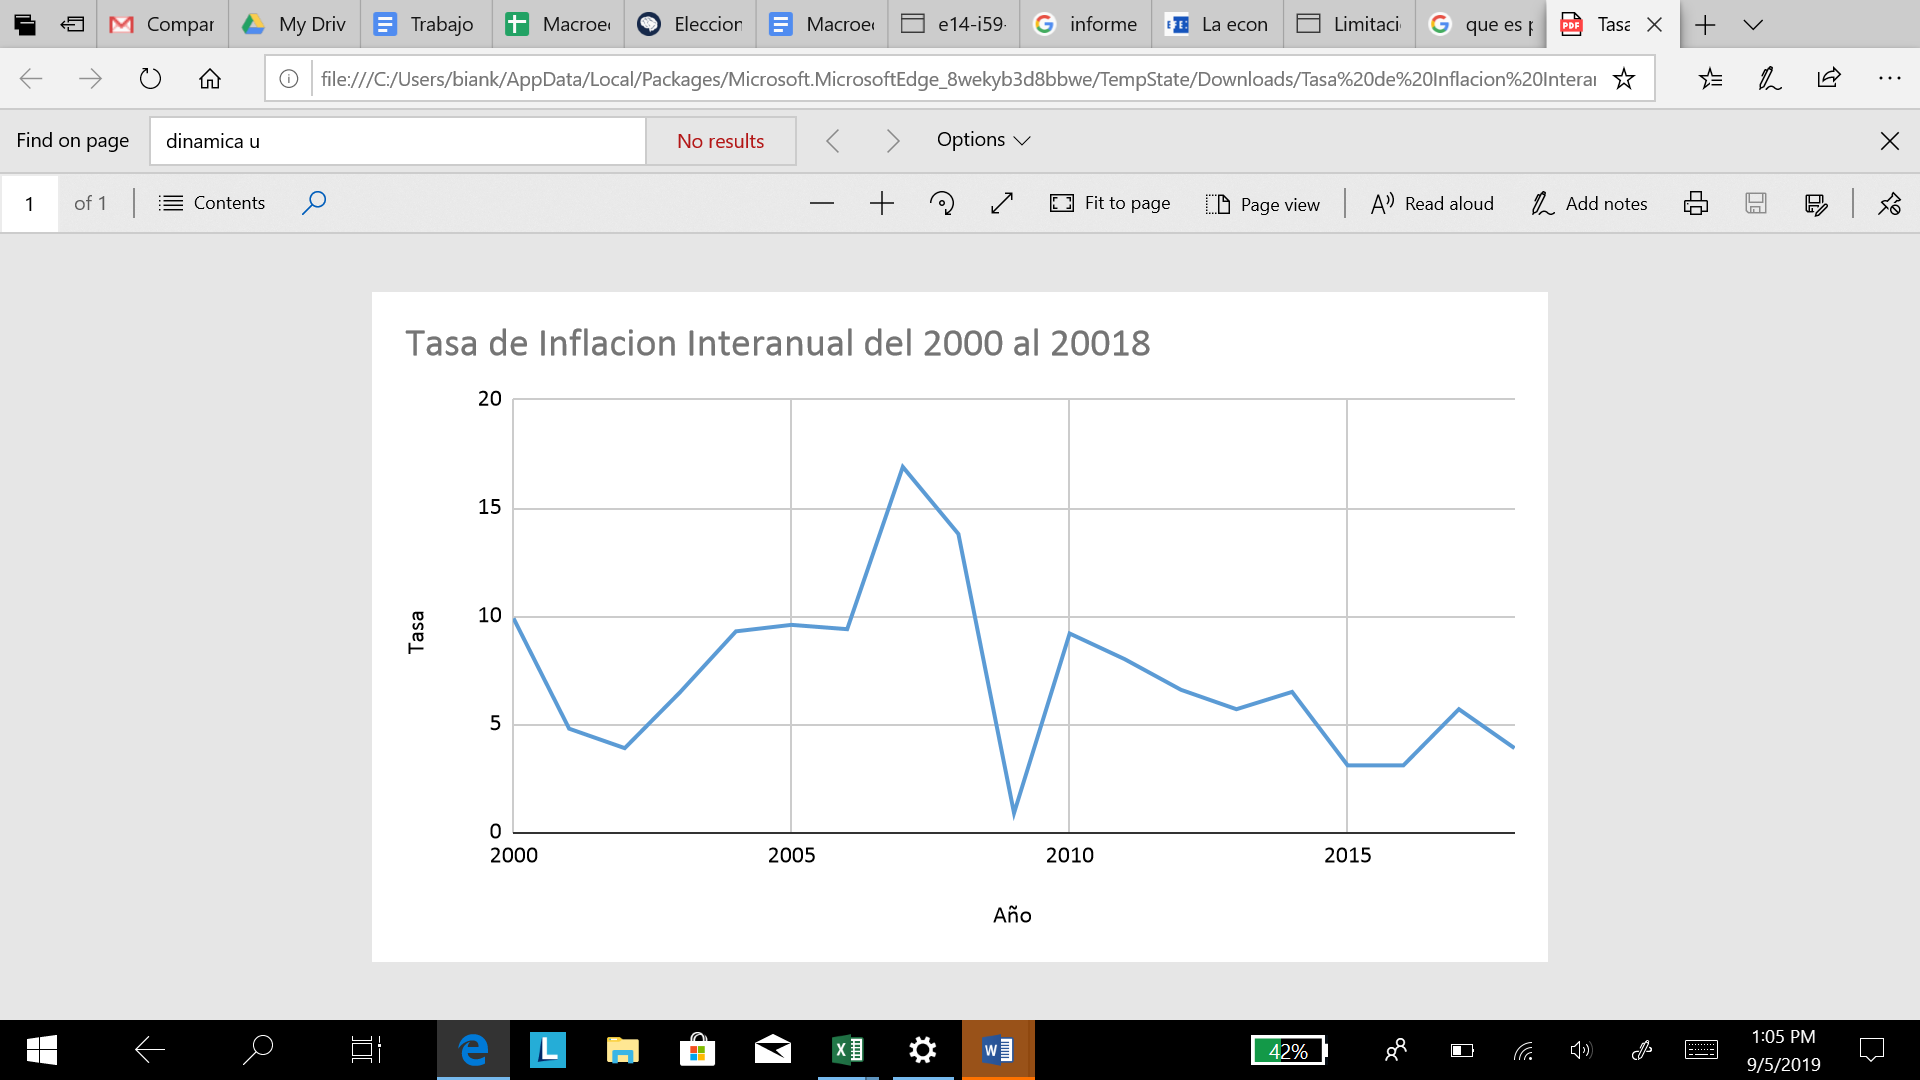 Compar
My Driv
Trabajo
Macroec
Eleccion
Macroec
e14-i59-
informe
La econ
Limitaci
que es p
Tasa
file:///C:/Users/biank/AppData/Local/Packages/Microsoft.MicrosoftEdge_8wekyb3d8bbwe/TempState/Downloads/Tasa%20de%20Inflacion%20Interan
Find on page
dinamica u
No results
Options
1
of 1
Contents
Fit to page
Page view
Read aloud
Add notes
Tasa de Inflacion Interanual del 2000 al 20018
20
15
10
5
0
Tasa
2000
2005
2010
2015
Año
42%
1:05 PM
9/5/2019